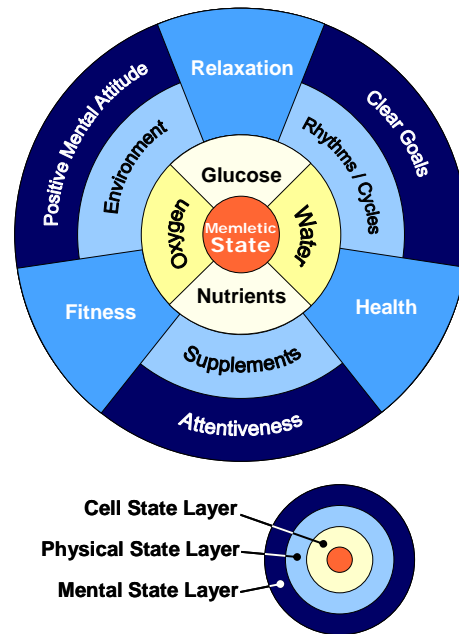 Relaxation
Positive Mental Attitude
Clear Goals
Environment
Rhythms / Cycles
Glucose
Oxygen
Memletic
State
Water
Nutrients
Fitness
Health
Supplements
Attentiveness
Cell State Layer
Physical State Layer
Mental State Layer